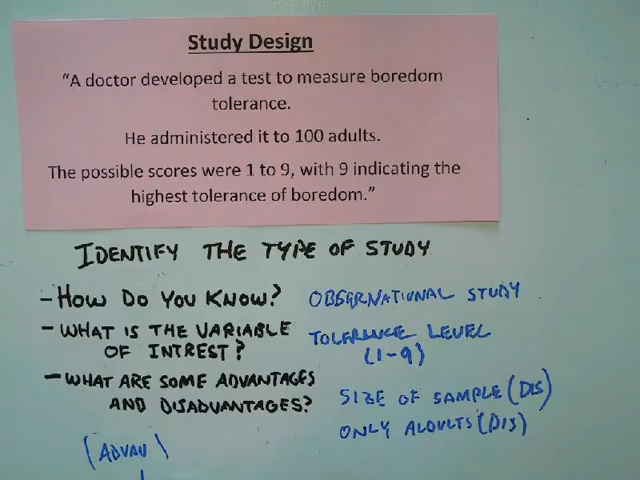 Study Design
"A doctor developed a test to measure boredom
tolerance.
He administered it to 100 adults.
The possible scores were 1 to 9, with 9 indicating the
highest tolerance of boredom."
IDENTIFY THE TYPE OF STUDY
- HOW DO YOU KNOW? OBSERNATIONAL STUDY
- WHAT IS THE VARIABLE TOLERANCE LEVEL
OF INTREST? (1-9)
- WHAT ARE SOME ADVANTAGES
AND DISADVANTAGES? SIZE OF SAMPLE (DIS)
ONLY ALDULTS (DIS)
(ADVAU)